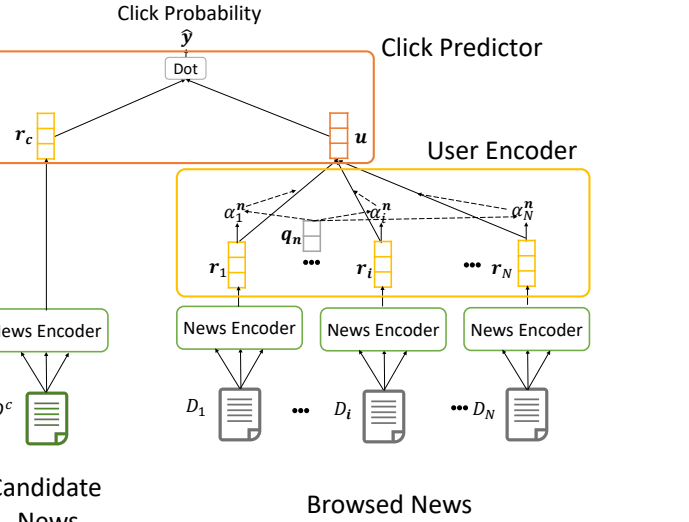 Click Probability
ŷ
Dot
Click Predictor
r_c
u
User Encoder
α_1^n
α_i^n
α_N^n
q_n
•••
r_1
r_i
•••
r_N
News Encoder
News Encoder
News Encoder
D_1
•••
D_i
•••
D_N
Candidate
News
Browsed News